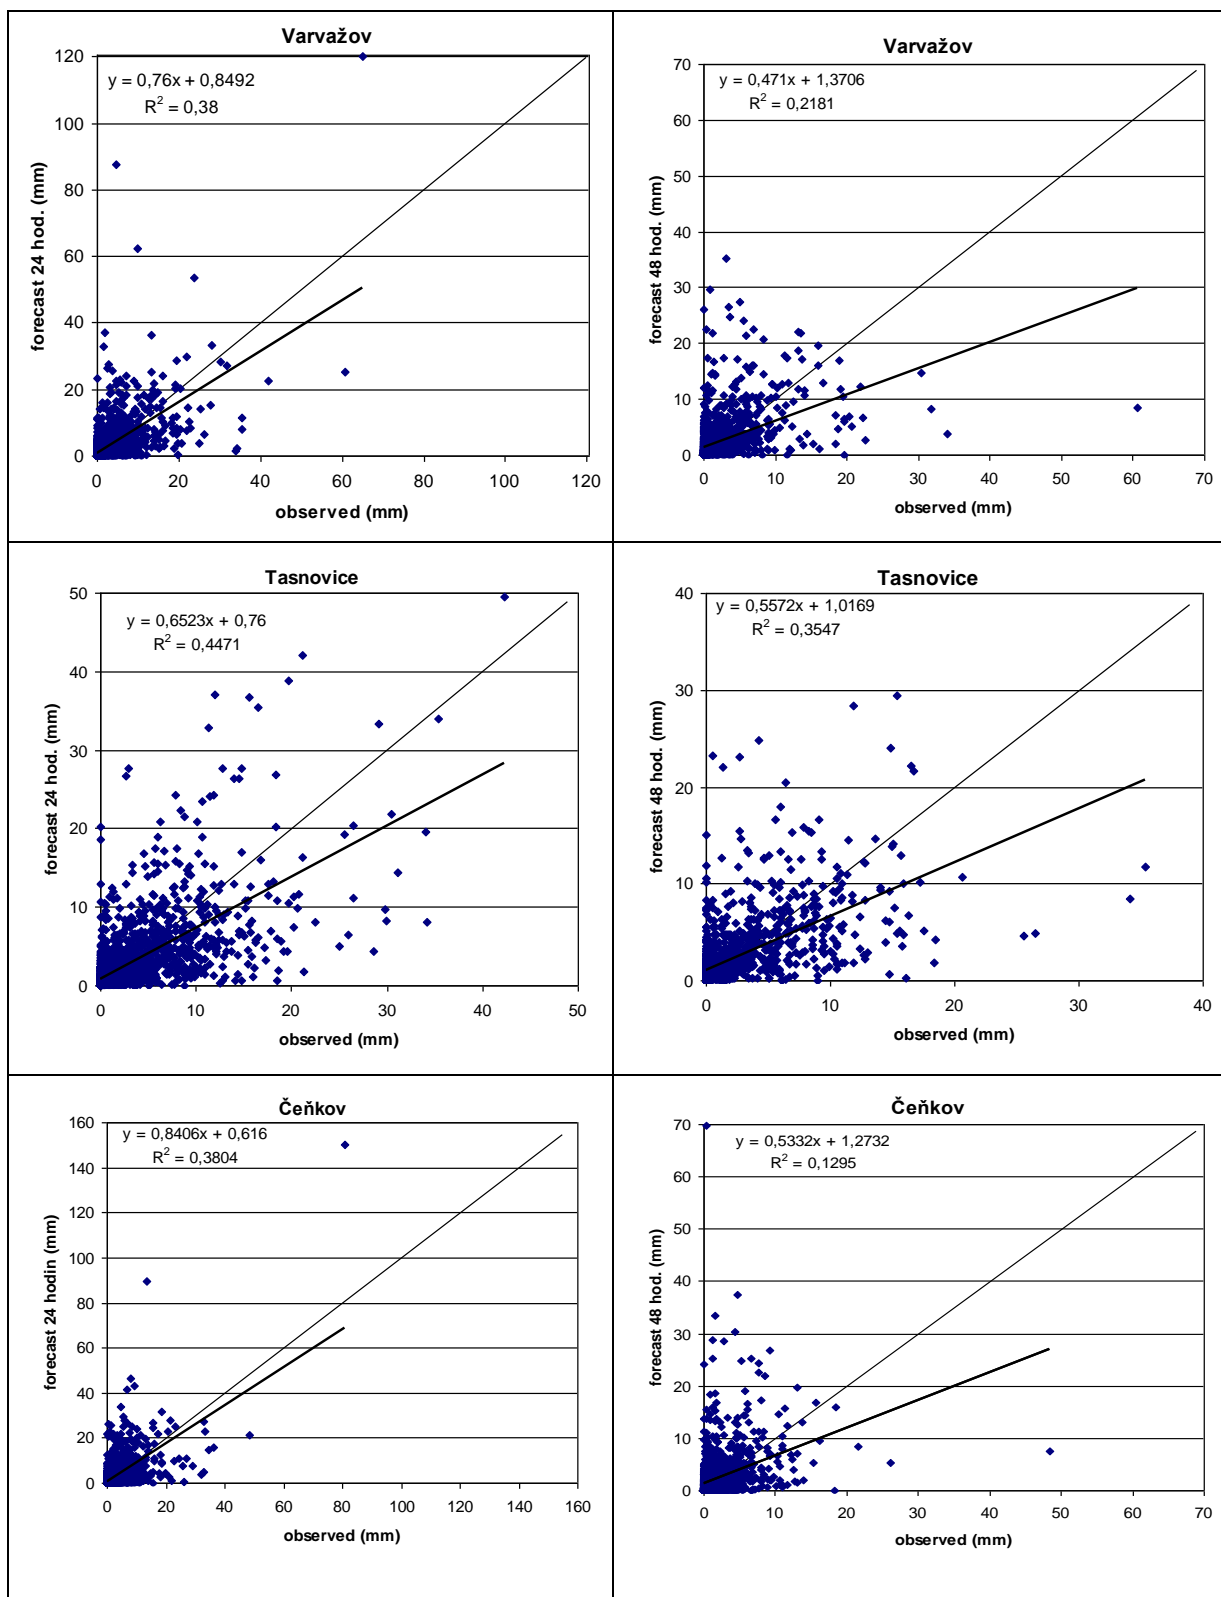 Varvažov
y = 0,76x + 0,8492
R² = 0,38
forecast 24 hod. (mm)
120
100
80
60
40
20
0
0 20 40 60 80 100 120
observed (mm)
Varvažov
y = 0,471x + 1,3706
R² = 0,2181
forecast 48 hod. (mm)
70
60
50
40
30
20
10
0
0 10 20 30 40 50 60 70
observed (mm)
Tasnovice
y = 0,6523x + 0,76
R² = 0,4471
forecast 24 hod. (mm)
50
40
30
20
10
0
0 10 20 30 40 50
observed (mm)
Tasnovice
y = 0,5572x + 1,0169
R² = 0,3547
forecast 48 hod. (mm)
40
30
20
10
0
0 10 20 30 40
observed (mm)
Čeňkov
y = 0,8406x + 0,616
R² = 0,3804
forecast 24 hodin (mm)
160
140
120
100
80
60
40
20
0
0 20 40 60 80 100 120 140 160
observed (mm)
Čeňkov
y = 0,5332x + 1,2732
R² = 0,1295
forecast 48 hod. (mm)
70
60
50
40
30
20
10
0
0 10 20 30 40 50 60 70
observed (mm)